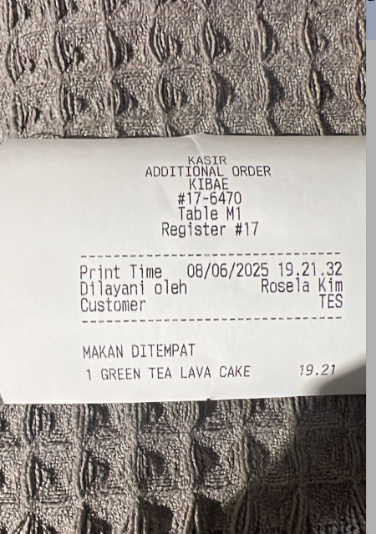 KASIR
ADDITIONAL ORDER
KIBAE
#17-6470
Table M1
Register #17
Print Time 08/06/2025 19.21.32
Dilayani oleh Rosela Kim
Customer TES
MAKAN DITEMPAT
1 GREEN TEA LAVA CAKE 19.21